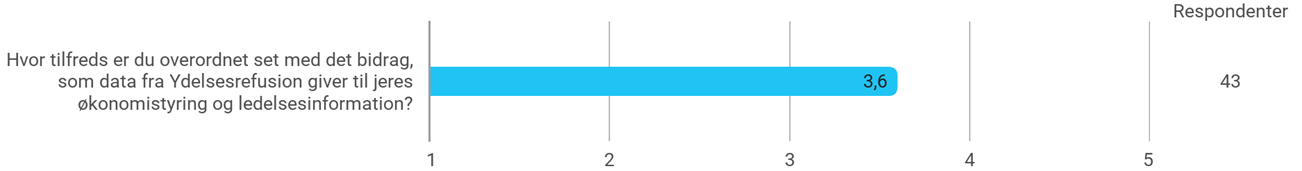 Respondenter
Hvor tilfreds er du overordnet set med det bidrag,
som data fra Ydelsesrefusion giver til jeres
økonomistyring og ledelsesinformation?
3,6
43
1
2
3
4
5